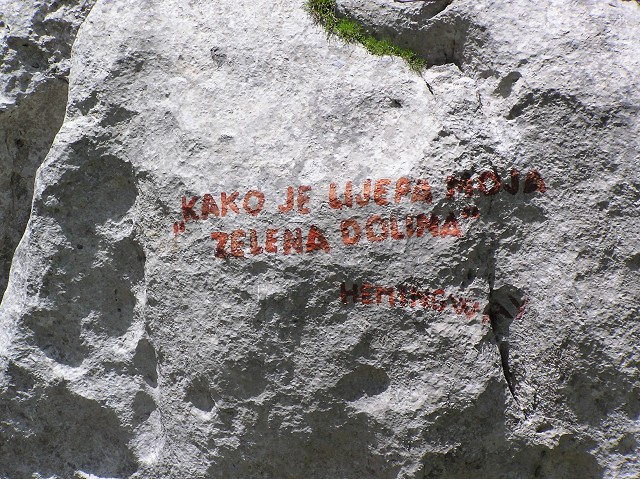 "KAKO JE LIJEPA MOJA
ZELENA DOLINA"
HEMINGWAY